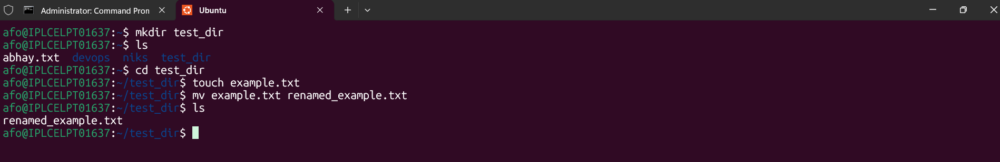 Administrator: Command Pron
Ubuntu
afo@IPLCELPT01637:~$ mkdir test_dir
afo@IPLCELPT01637:~$ ls
abhay.txt  devops  niks  test_dir
afo@IPLCELPT01637:~$ cd test_dir
afo@IPLCELPT01637:~/test_dir$ touch example.txt
afo@IPLCELPT01637:~/test_dir$ mv example.txt renamed_example.txt
afo@IPLCELPT01637:~/test_dir$ ls
renamed_example.txt
afo@IPLCELPT01637:~/test_dir$